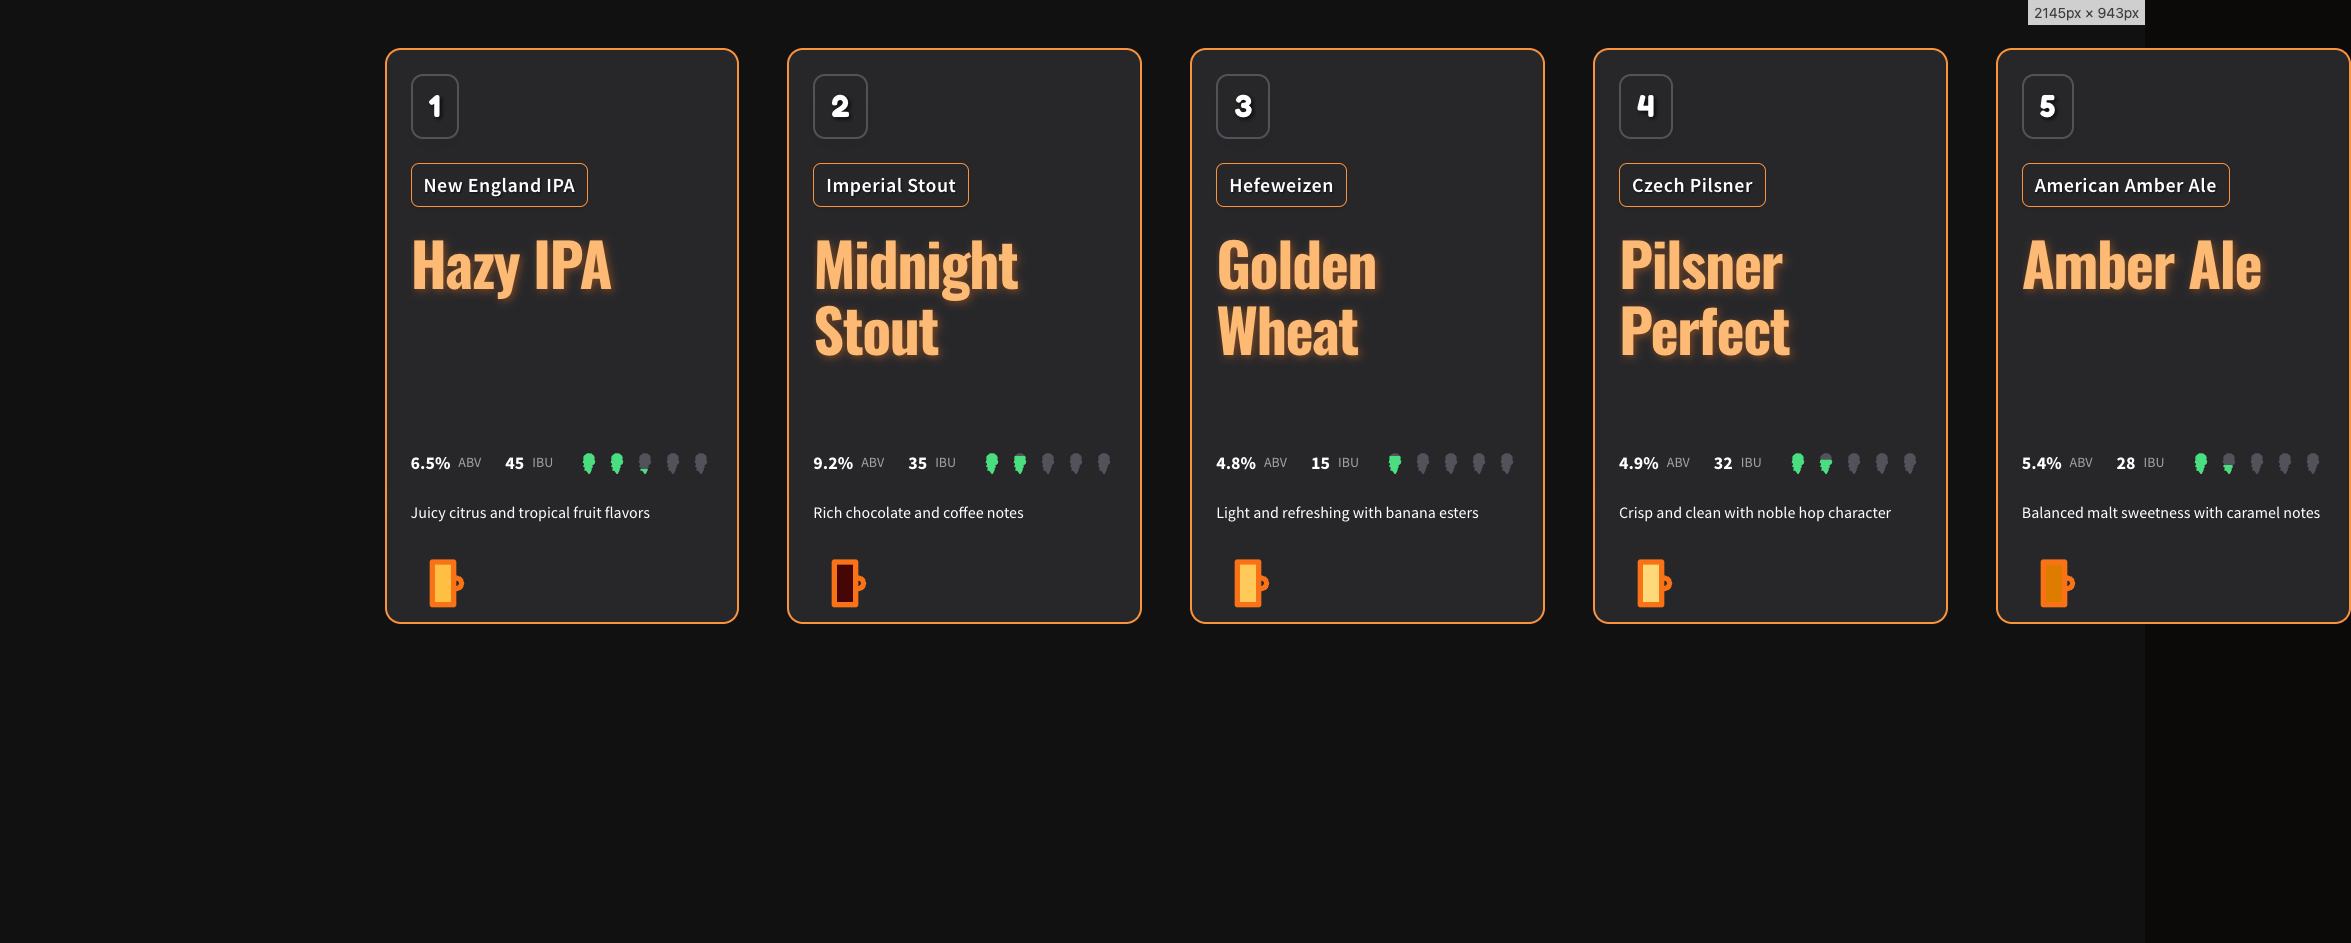 2145px × 943px
1
New England IPA
Hazy IPA
6.5% ABV 45 IBU
Juicy citrus and tropical fruit flavors
2
Imperial Stout
Midnight
Stout
9.2% ABV 35 IBU
Rich chocolate and coffee notes
3
Hefeweizen
Golden
Wheat
4.8% ABV 15 IBU
Light and refreshing with banana esters
4
Czech Pilsner
Pilsner
Perfect
4.9% ABV 32 IBU
Crisp and clean with noble hop character
5
American Amber Ale
Amber Ale
5.4% ABV 28 IBU
Balanced malt sweetness with caramel notes